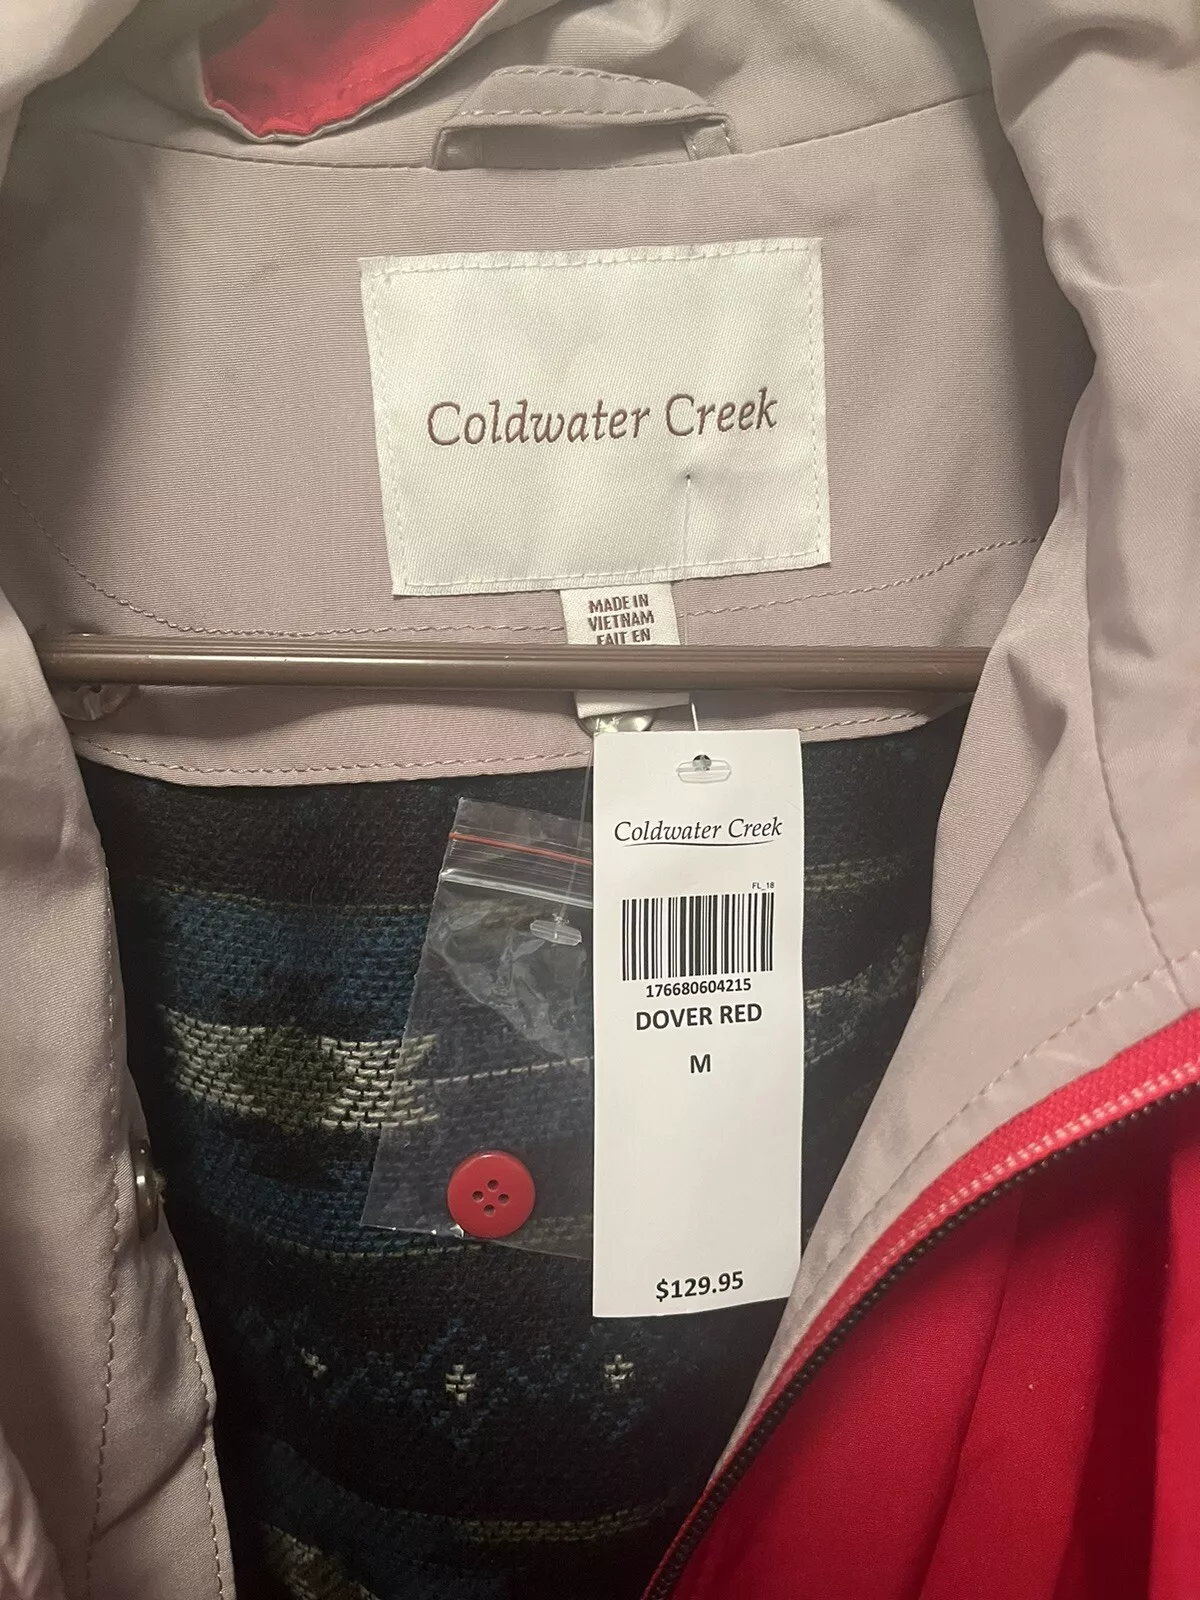 Coldwater Creek
MADE IN
VIETNAM
FAIT EN
Coldwater Creek
FL_18
176680604215
DOVER RED
M
$129.95